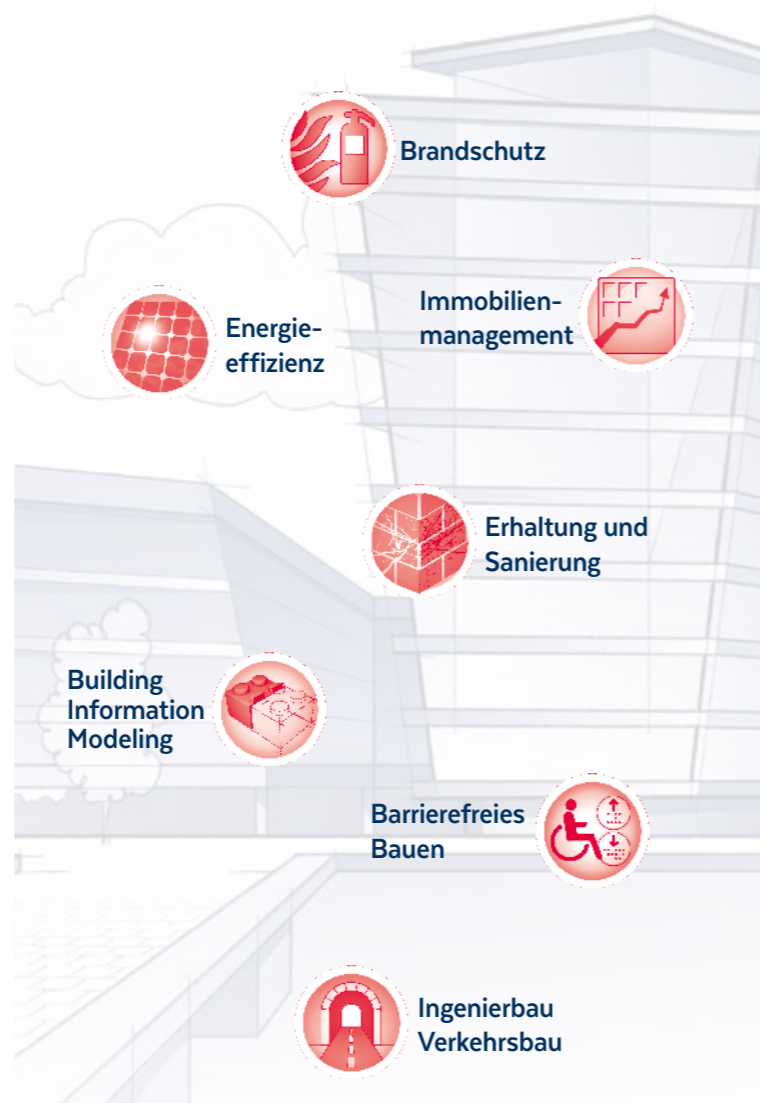 Brandschutz
Immobilien-
management
Energie-
effizienz
Erhaltung und
Sanierung
Building
Information
Modeling
Barrierefreies
Bauen
Ingenierbau
Verkehrsbau